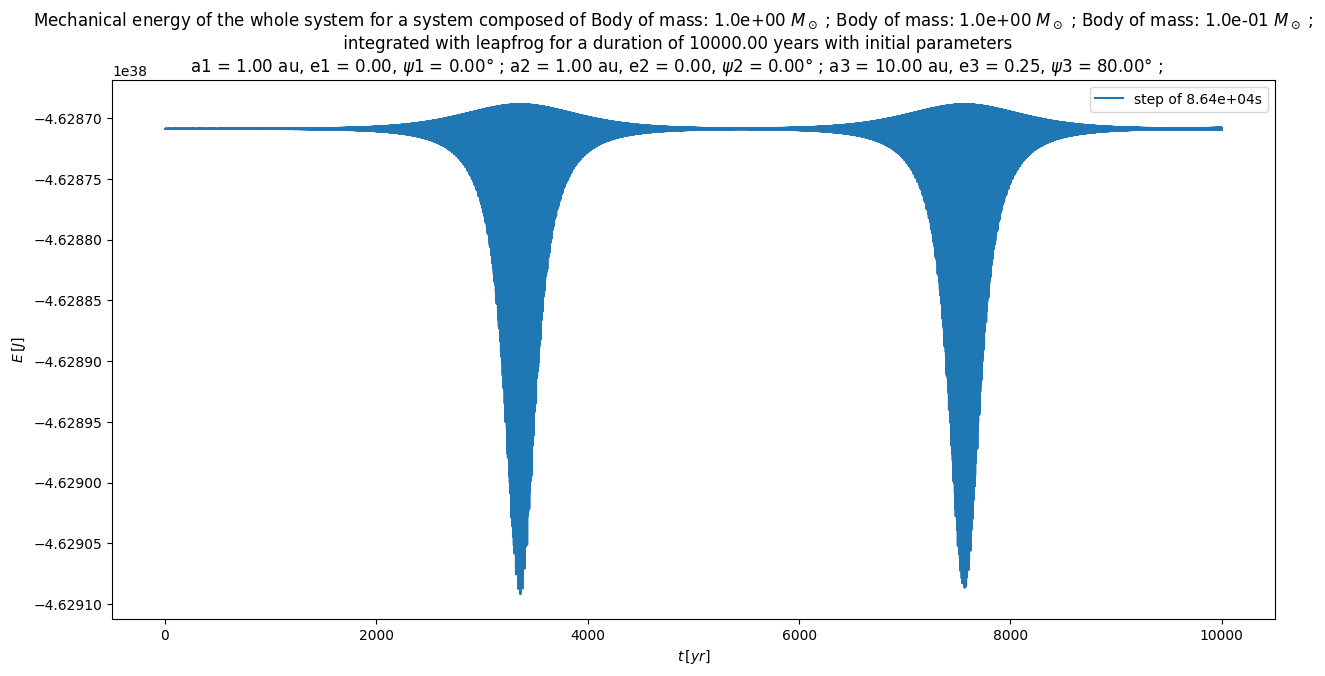 Mechanical energy of the whole system for a system composed of Body of mass: 1.0e+00 M⊙ ; Body of mass: 1.0e+00 M⊙ ; Body of mass: 1.0e-01 M⊙ ;
integrated with leapfrog for a duration of 10000.00 years with initial parameters
a1 = 1.00 au, e1 = 0.00, ψ1 = 0.00° ; a2 = 1.00 au, e2 = 0.00, ψ2 = 0.00° ; a3 = 10.00 au, e3 = 0.25, ψ3 = 80.00° ;
1e38
step of 8.64e+04s
−4.62870
−4.62875
−4.62880
−4.62885
−4.62890
−4.62895
−4.62900
−4.62905
−4.62910
E [J]
0 2000 4000 6000 8000 10000
t [yr]